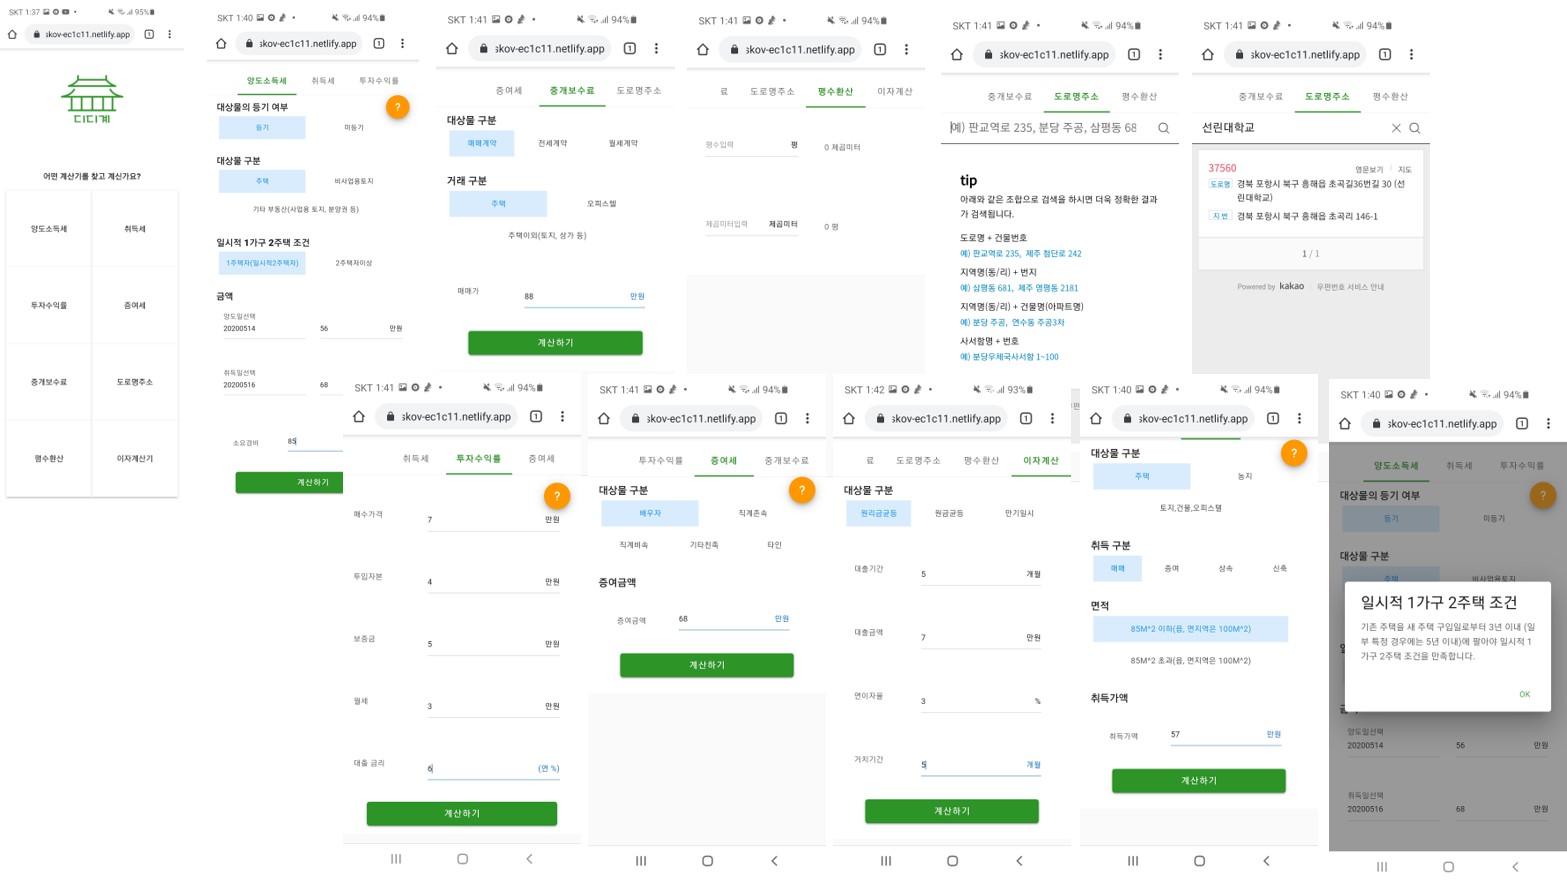 SKT 1:37 95%
skov-ec1c11.netlify.app 1
디디계
어떤 계산기를 찾고 계신가요?
양도소득세 취득세
투자수익률 증여세
중개보수료 도로명주소
평수환산 이자계산기
SKT 1:40 94%
skov-ec1c11.netlify.app 1
양도소득세 취득세 투자수익률
대상물의 등기 여부
?
등기 미등기
대상물 구분
주택 비사업용토지
기타 부동산(사업용 토지, 분양권 등)
일시적 1가구 2주택 조건
1주택자(일시적2주택자) 2주택자이상
금액
양도일선택
20200514 56 만원
취득일선택
20200516 68
소요경비 85
계산하기
SKT 1:41 94%
skov-ec1c11.netlify.app 1
증여세 중개보수료 도로명주소
대상물 구분
매매계약 전세계약 월세계약
거래 구분
주택 오피스텔
주택이외(토지, 상가 등)
매매가 88 만원
계산하기
SKT 1:41 94%
skov-ec1c11.netlify.app 1
료 도로명주소 평수환산 이자계산
평수입력 평 0 제곱미터
제곱미터입력 제곱미터 0 평
SKT 1:41 94%
skov-ec1c11.netlify.app 1
중개보수료 도로명주소 평수환산
예) 판교역로 235, 분당 주공, 삼평동 68
tip
아래와 같은 조합으로 검색을 하시면 더욱 정확한 결과
가 검색됩니다.
도로명 + 건물번호
예) 판교역로 235, 제주 첨단로 242
지역명(동/리) + 번지
예) 삼평동 681, 제주 영평동 2181
지역명(동/리) + 건물명(아파트명)
예) 분당 주공, 연수동 주공3차
사서함명 + 번호
예) 분당우체국사서함 1~100
SKT 1:41 94%
skov-ec1c11.netlify.app 1
중개보수료 도로명주소 평수환산
선린대학교
37560 영문보기 지도
도로명 경북 포항시 북구 흥해읍 초곡길36번길 30 (선
린대학교)
지번 경북 포항시 북구 흥해읍 초곡리 146-1
1 / 1
Powered by kakao 우편번호 서비스 안내
SKT 1:41 94%
skov-ec1c11.netlify.app 1
취득세 투자수익률 증여세
?
매수가격 7 만원
투입자본 4 만원
보증금 5 만원
월세 3 만원
대출 금리 6 (연 %)
계산하기
SKT 1:41 94%
skov-ec1c11.netlify.app 1
투자수익률 증여세 중개보수료
대상물 구분
?
배우자 직계존속
직계비속 기타친족 타인
증여금액
증여금액 68 만원
계산하기
SKT 1:42 93%
skov-ec1c11.netlify.app 1
료 도로명주소 평수환산 이자계산
대상물 구분
원리금균등 원금균등 만기일시
대출기간 5 개월
대출금액 7 만원
연이자율 3 %
거치기간 5 개월
계산하기
SKT 1:40 94%
skov-ec1c11.netlify.app 1
대상물 구분
?
주택 농지
토지,건물,오피스텔
취득 구분
매매 증여 상속 신축
면적
85M^2 이하(읍, 면지역은 100M^2)
85M^2 초과(읍, 면지역은 100M^2)
취득가액
취득가액 57 만원
계산하기
SKT 1:40 94%
skov-ec1c11.netlify.app 1
양도소득세 취득세 투자수익률
대상물의 등기 여부
?
등기 미등기
대상물 구분
주택 비사업용토지
일시적 1가구 2주택 조건
기존 주택을 새 주택 구입일로부터 3년 이내 (일
부 특정 경우에는 5년 이내)에 팔아야 일시적 1
가구 2주택 조건을 만족합니다.
OK
양도일선택
20200514 56 만원
취득일선택
20200516 68 만원